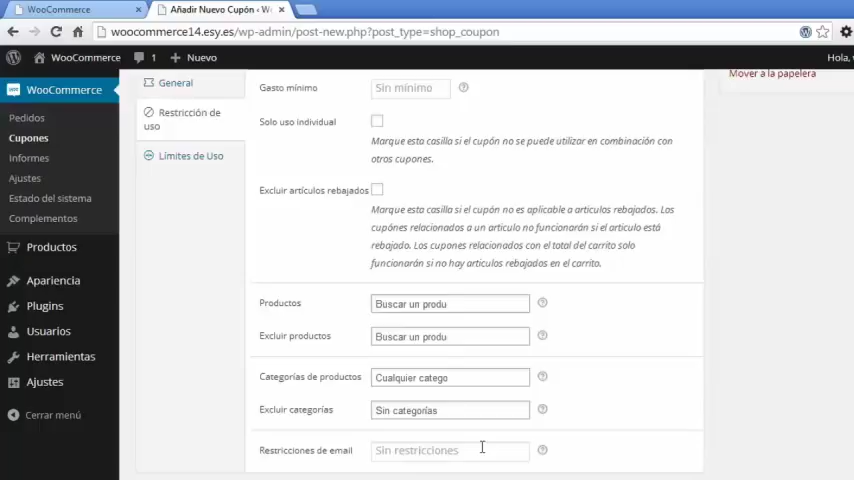 WooCommerce
Añadir Nuevo Cupón ‹ W
woocommerce14.esy.es/wp-admin/post-new.php?post_type=shop_coupon
WooCommerce
1
Nuevo
Hola,
WooCommerce
Pedidos
Cupones
Informes
Ajustes
Estado del sistema
Complementos
Productos
Apariencia
Plugins
Usuarios
Herramientas
Ajustes
Cerrar menú
General
Restricción de
uso
Límites de Uso
Gasto mínimo
Sin mínimo
Solo uso individual
Marque esta casilla si el cupón no se puede utilizar en combinación con
otros cupones.
Excluir artículos rebajados
Marque esta casilla si el cupón no es aplicable a articulos rebajados. Los
cupónes relacionados a un articulo no funcionarán si el articulo está
rebajado. Los cupones relacionados con el total del carrito solo
funcionarán si no hay articulos rebajados en el carrito.
Productos
Buscar un produ
Excluir productos
Buscar un produ
Categorías de productos
Cualquier catego
Excluir categorías
Sin categorías
Restricciones de email
Sin restricciones
Mover a la papelera